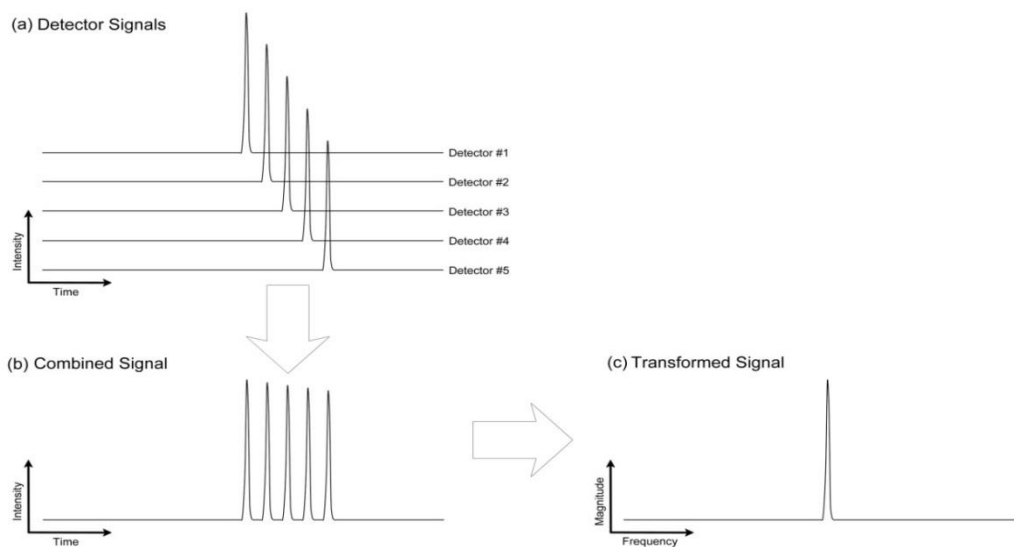 (a) Detector Signals
Detector #1
Detector #2
Detector #3
Detector #4
Detector #5
Intensity
Time
(b) Combined Signal
Intensity
Time
(c) Transformed Signal
Magnitude
Frequency